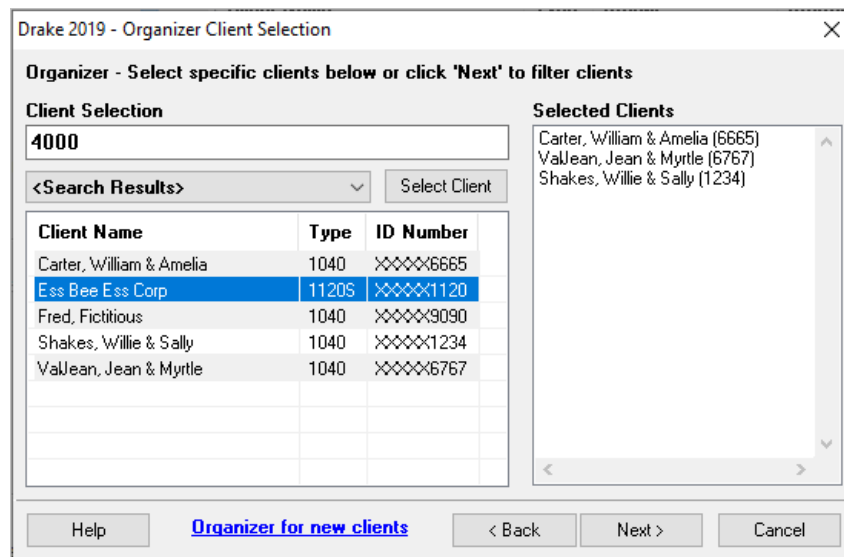 Drake 2019 - Organizer Client Selection
Organizer - Select specific clients below or click 'Next' to filter clients
Client Selection
4000
<Search Results>
Select Client
Client Name Type ID Number
Carter, William & Amelia 1040 XXXXX6665
Ess Bee Ess Corp 1120S XXXXX1120
Fred, Fictitious 1040 XXXXX9090
Shakes, Willie & Sally 1040 XXXXX1234
ValJean, Jean & Myrtle 1040 XXXXX6767
Selected Clients
Carter, William & Amelia (6665)
ValJean, Jean & Myrtle (6767)
Shakes, Willie & Sally (1234)
Help
Organizer for new clients
< Back
Next >
Cancel